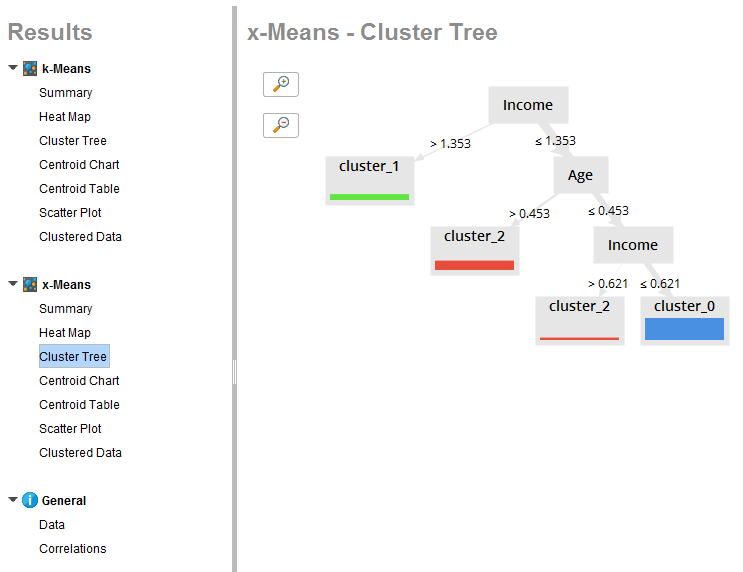 Results
k-Means
Summary
Heat Map
Cluster Tree
Centroid Chart
Centroid Table
Scatter Plot
Clustered Data
x-Means
Summary
Heat Map
Cluster Tree
Centroid Chart
Centroid Table
Scatter Plot
Clustered Data
General
Data
Correlations
x-Means - Cluster Tree
Income
> 1.353 ≤ 1.353
cluster_1
Age
> 0.453 ≤ 0.453
cluster_2
Income
> 0.621 ≤ 0.621
cluster_2 cluster_0